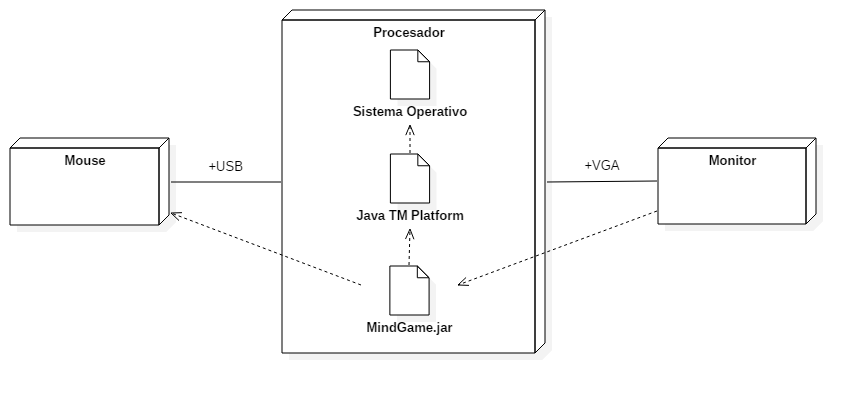 Procesador
Sistema Operativo
Mouse
+USB
+VGA
Monitor
Java TM Platform
MindGame.jar